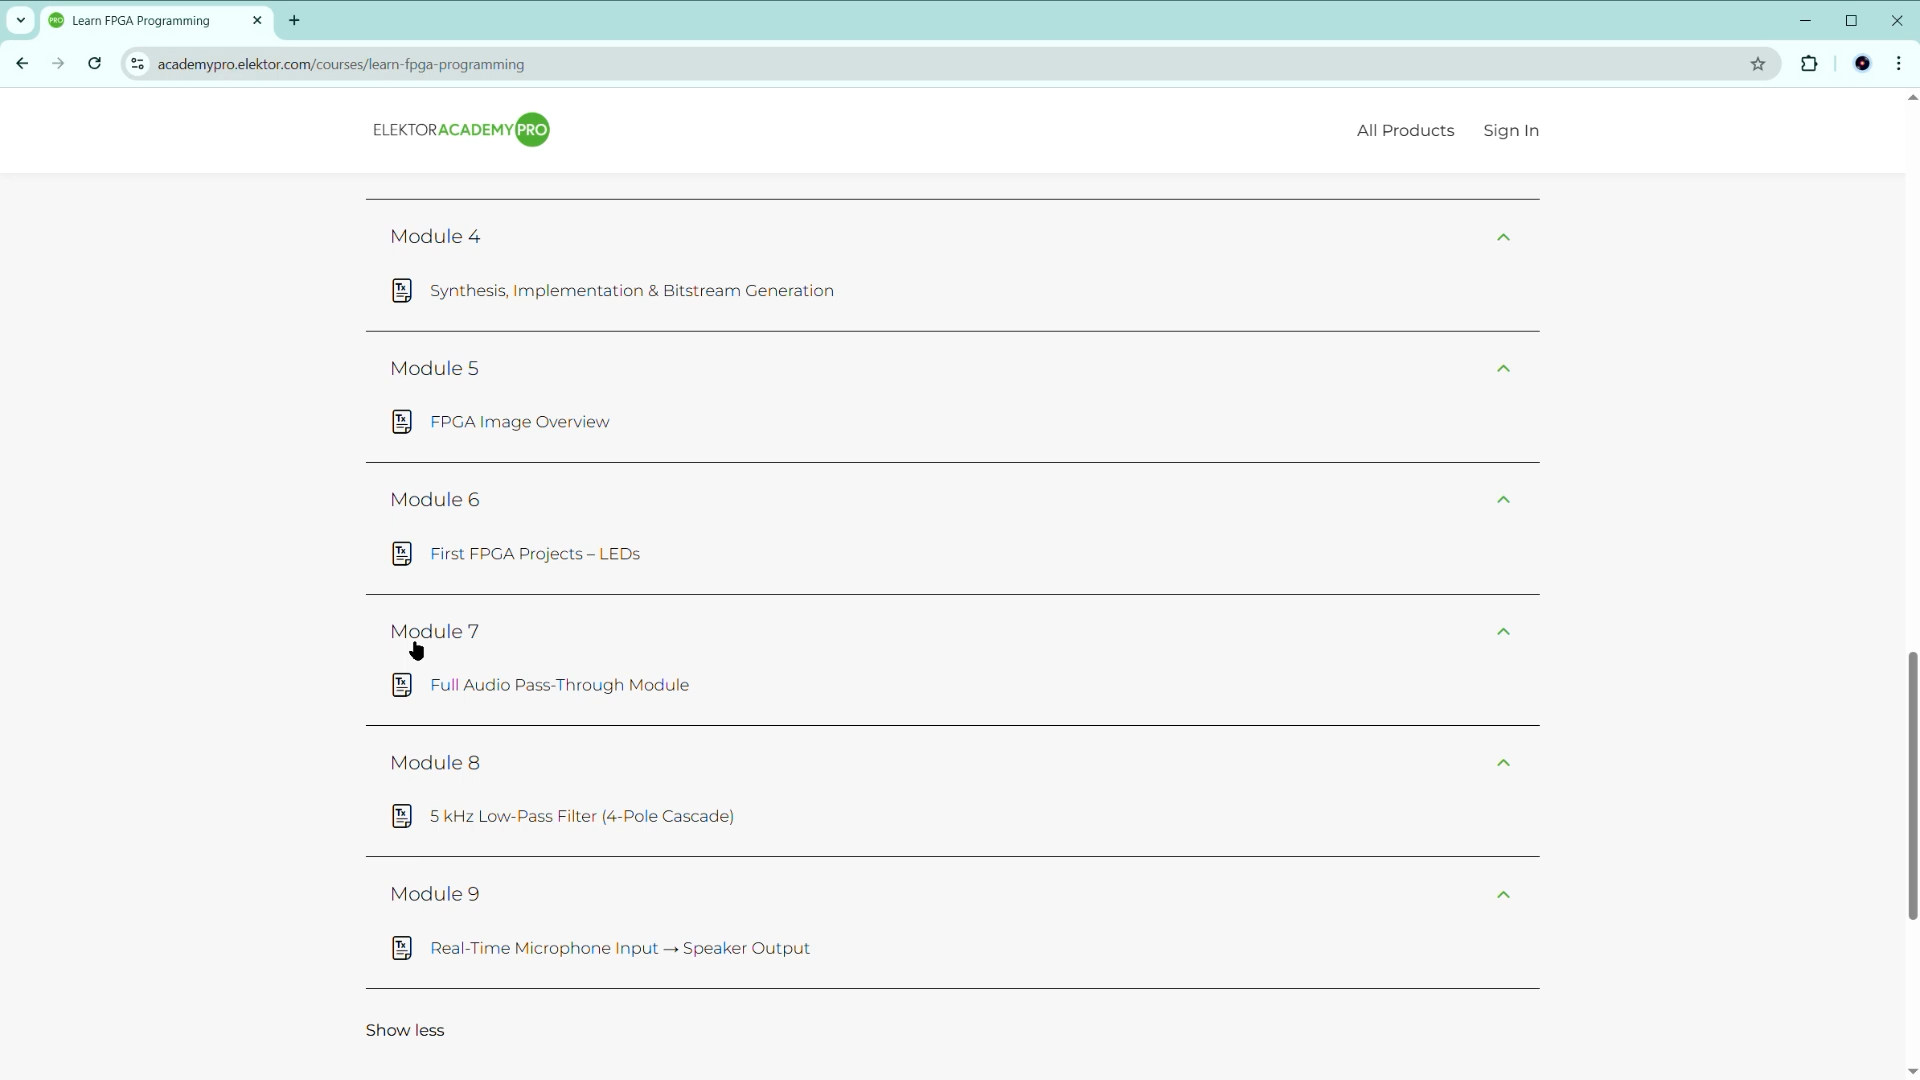 Learn FPGA Programming
academypro.elektor.com/courses/learn-fpga-programming
ELEKTORACADEMY PRO
All Products
Sign In
Module 4
Synthesis, Implementation & Bitstream Generation
Module 5
FPGA Image Overview
Module 6
First FPGA Projects – LEDs
Module 7
Full Audio Pass-Through Module
Module 8
5 kHz Low-Pass Filter (4-Pole Cascade)
Module 9
Real-Time Microphone Input → Speaker Output
Show less